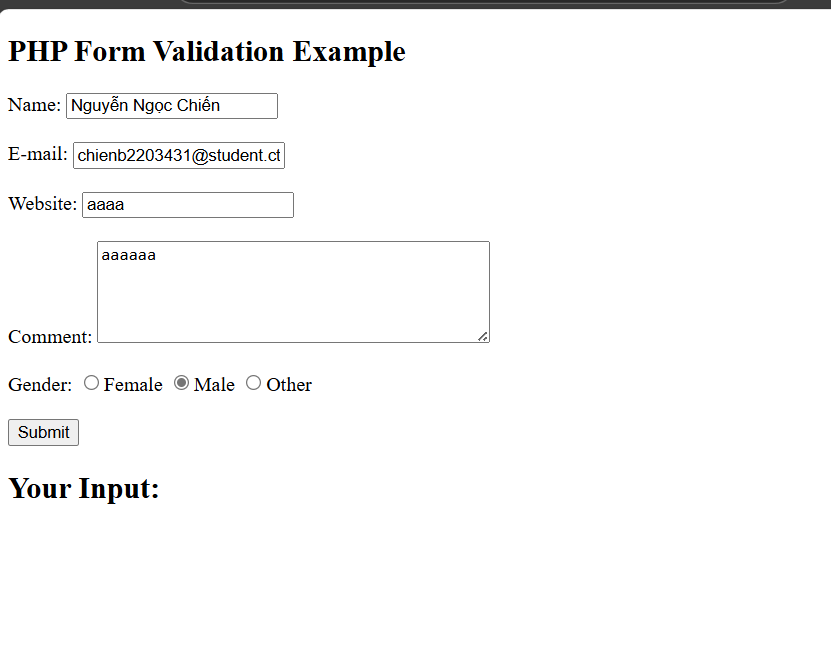 PHP Form Validation Example
Name: Nguyễn Ngọc Chiến
E-mail: chienb2203431@student.ct
Website: aaaa
aaaaaa
Comment:
Gender: Female Male Other
Submit
Your Input: